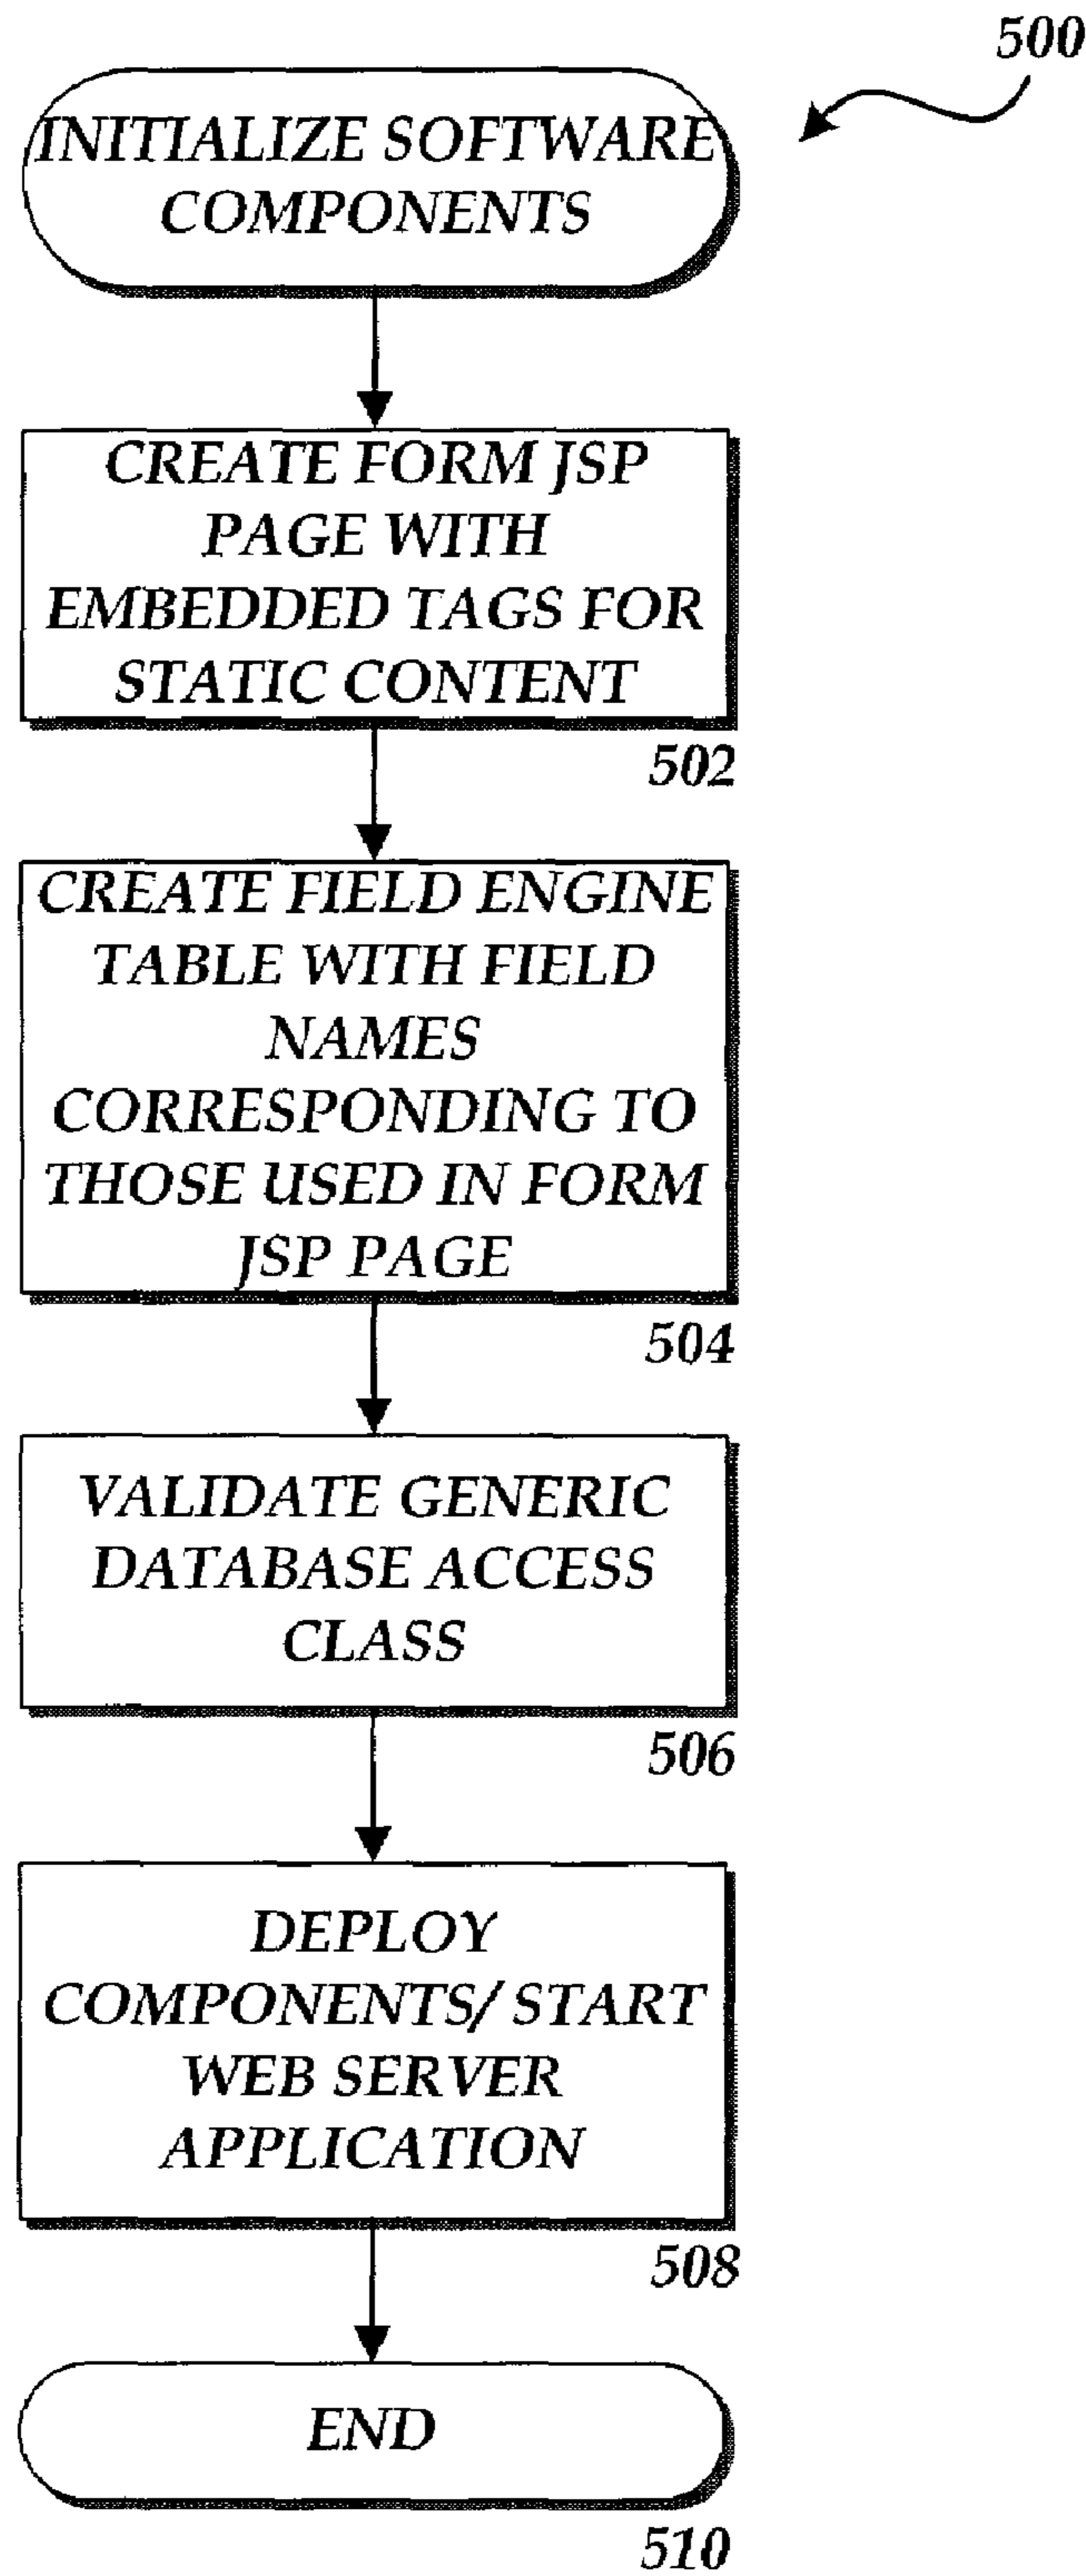 500
INITIALIZE SOFTWARE
COMPONENTS
CREATE FORM JSP
PAGE WITH
EMBEDDED TAGS FOR
STATIC CONTENT
502
CREATE FIELD ENGINE
TABLE WITH FIELD
NAMES
CORRESPONDING TO
THOSE USED IN FORM
JSP PAGE
504
VALIDATE GENERIC
DATABASE ACCESS
CLASS
506
DEPLOY
COMPONENTS/ START
WEB SERVER
APPLICATION
508
END
510